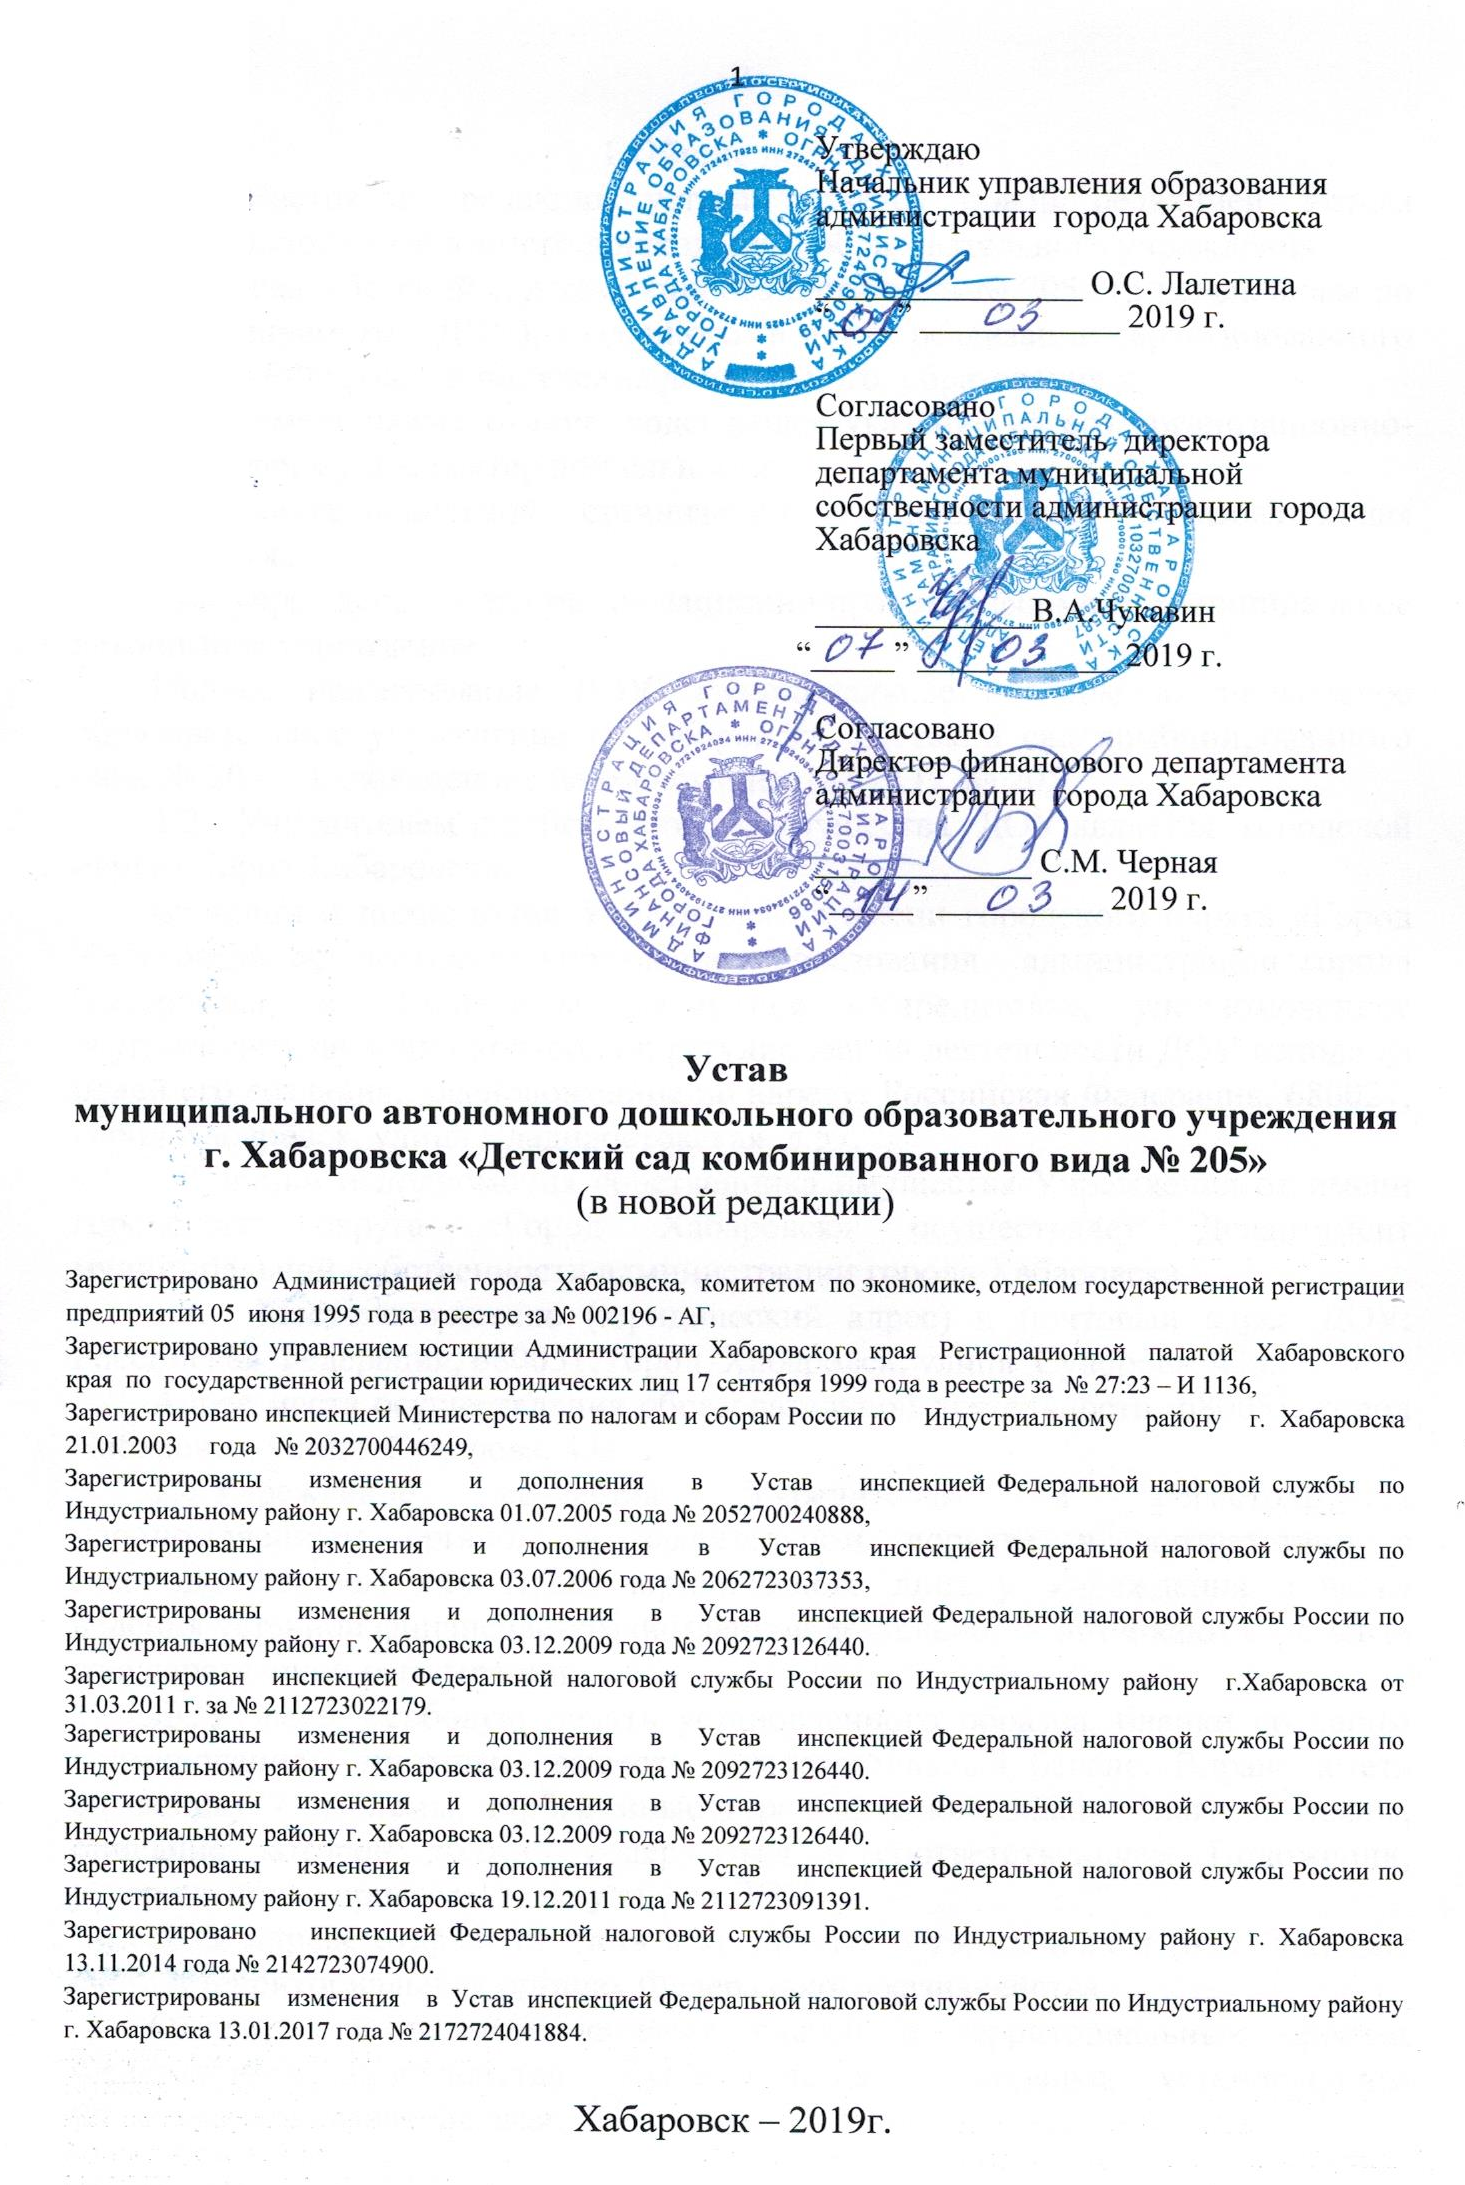 1
Утверждаю
Начальник управления образования
администрации города Хабаровска
О.С. Лалетина
“ ” 03 2019 г.
Согласовано
Первый заместитель директора
департамента муниципальной
собственности администрации города
Хабаровска
В.А.Чукавин
“ 07 ” 03 2019 г.
Согласовано
Директор финансового департамента
администрации города Хабаровска
С.М. Черная
“ 14 ” 03 2019 г.
Устав
муниципального автономного дошкольного образовательного учреждения
г. Хабаровска «Детский сад комбинированного вида № 205»
(в новой редакции)
Зарегистрировано Администрацией города Хабаровска, комитетом по экономике, отделом государственной регистрации
предприятий 05 июня 1995 года в реестре за № 002196 - АГ,
Зарегистрировано управлением юстиции Администрации Хабаровского края Регистрационной палатой Хабаровского
края по государственной регистрации юридических лиц 17 сентября 1999 года в реестре за № 27:23 – И 1136,
Зарегистрировано инспекцией Министерства по налогам и сборам России по Индустриальному району г. Хабаровска
21.01.2003 года № 2032700446249,
Зарегистрированы изменения и дополнения в Устав инспекцией Федеральной налоговой службы по
Индустриальному району г. Хабаровска 01.07.2005 года № 2052700240888,
Зарегистрированы изменения и дополнения в Устав инспекцией Федеральной налоговой службы по
Индустриальному району г. Хабаровска 03.07.2006 года № 2062723037353,
Зарегистрированы изменения и дополнения в Устав инспекцией Федеральной налоговой службы России по
Индустриальному району г. Хабаровска 03.12.2009 года № 2092723126440.
Зарегистрирован инспекцией Федеральной налоговой службы России по Индустриальному району г.Хабаровска от
31.03.2011 г. за № 2112723022179.
Зарегистрированы изменения и дополнения в Устав инспекцией Федеральной налоговой службы России по
Индустриальному району г. Хабаровска 03.12.2009 года № 2092723126440.
Зарегистрированы изменения и дополнения в Устав инспекцией Федеральной налоговой службы России по
Индустриальному району г. Хабаровска 03.12.2009 года № 2092723126440.
Зарегистрированы изменения и дополнения в Устав инспекцией Федеральной налоговой службы России по
Индустриальному району г. Хабаровска 19.12.2011 года № 2112723091391.
Зарегистрировано инспекцией Федеральной налоговой службы России по Индустриальному району г. Хабаровска
13.11.2014 года № 2142723074900.
Зарегистрированы изменения в Устав инспекцией Федеральной налоговой службы России по Индустриальному району
г. Хабаровска 13.01.2017 года № 2172724041884.
Хабаровск – 2019г.